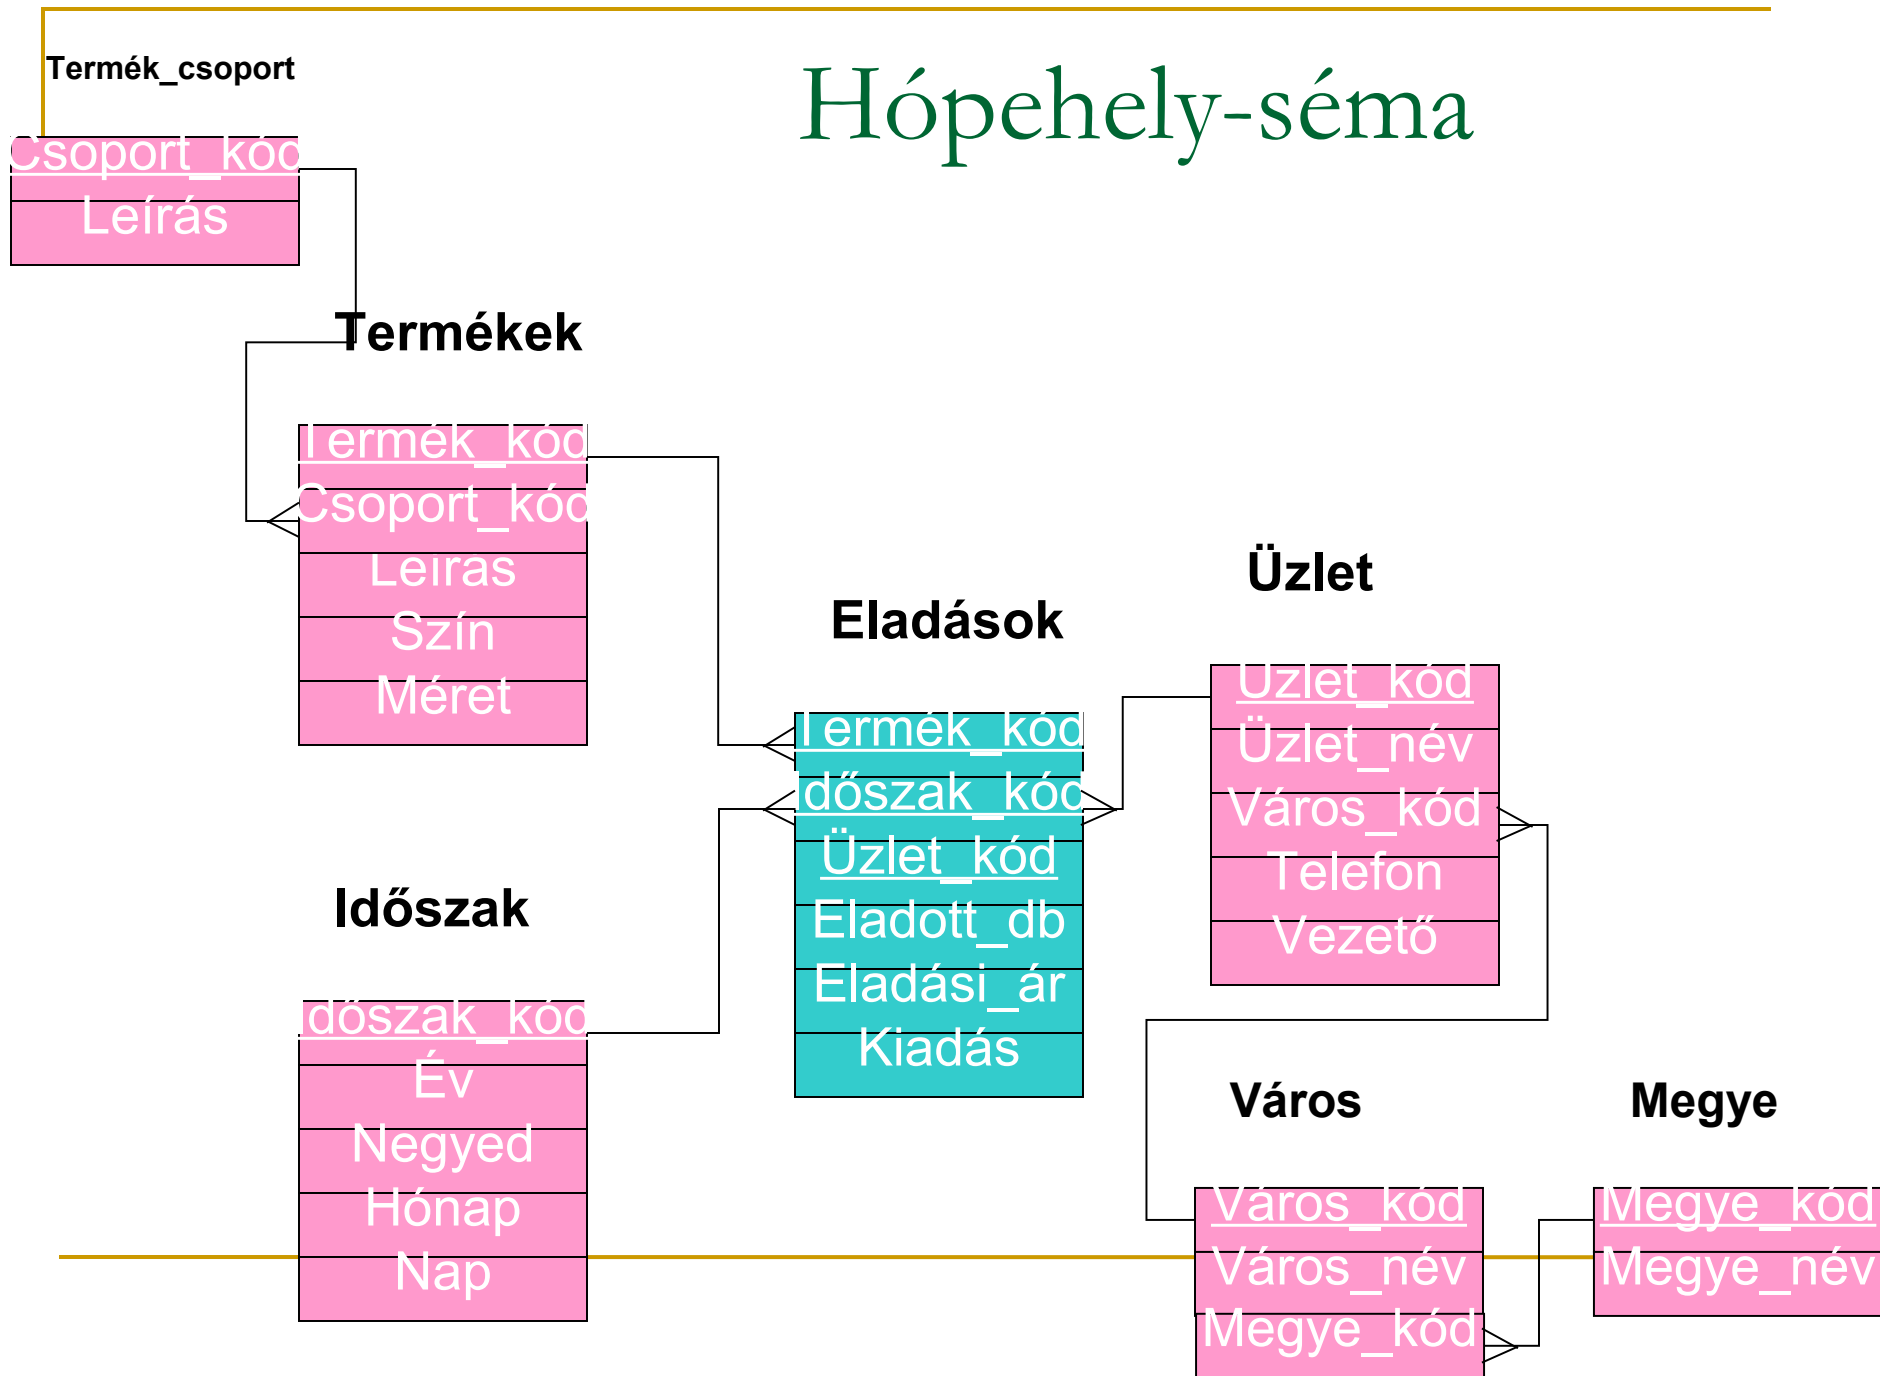 Hópehely-séma
Termék_csoport
Csoport_kód
Leírás
Termékek
Termék_kód
Csoport_kód
Leírás
Szín
Méret
Időszak
Időszak_kód
Év
Negyed
Hónap
Nap
Eladások
Termék_kód
Időszak_kód
Üzlet_kód
Eladott_db
Eladási_ár
Kiadás
Üzlet
Üzlet_kód
Üzlet_név
Város_kód
Telefon
Vezető
Város
Város_kód
Város_név
Megye_kód
Megye
Megye_kód
Megye_név